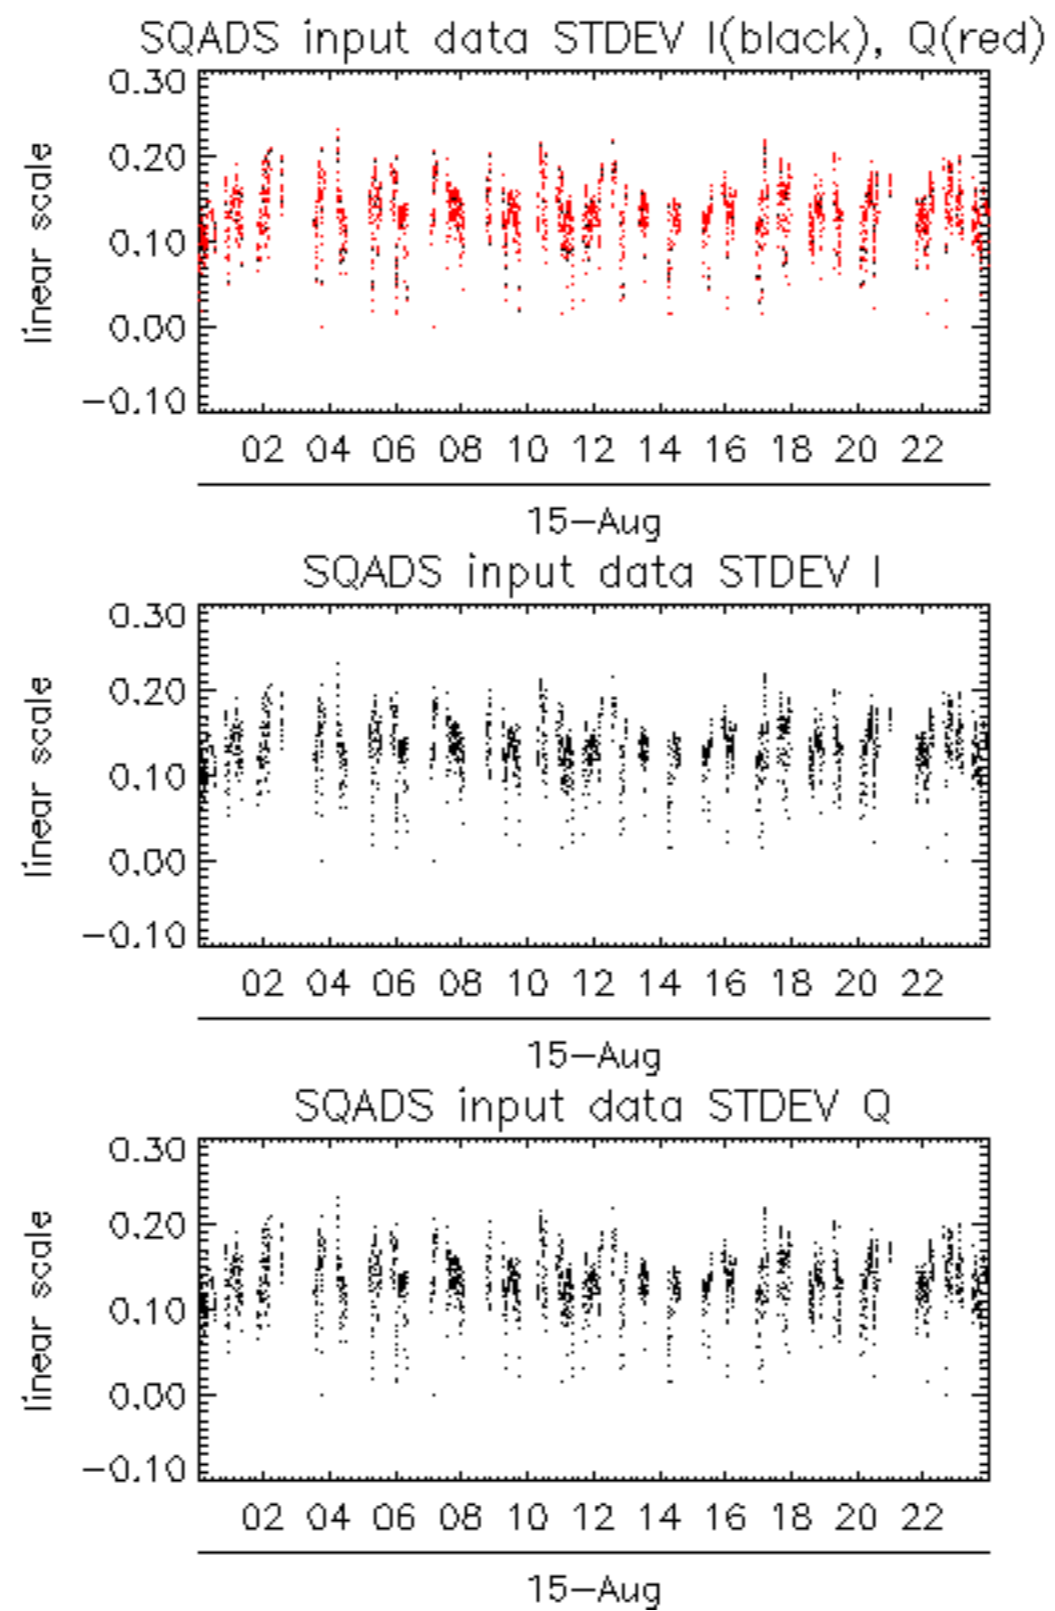 SQADS input data STDEV I(black), Q(red)
linear scale
0.30
0.20
0.10
0.00
−0.10
02 04 06 08 10 12 14 16 18 20 22
15−Aug
SQADS input data STDEV I
linear scale
0.30
0.20
0.10
0.00
−0.10
02 04 06 08 10 12 14 16 18 20 22
15−Aug
SQADS input data STDEV Q
linear scale
0.30
0.20
0.10
0.00
−0.10
02 04 06 08 10 12 14 16 18 20 22
15−Aug